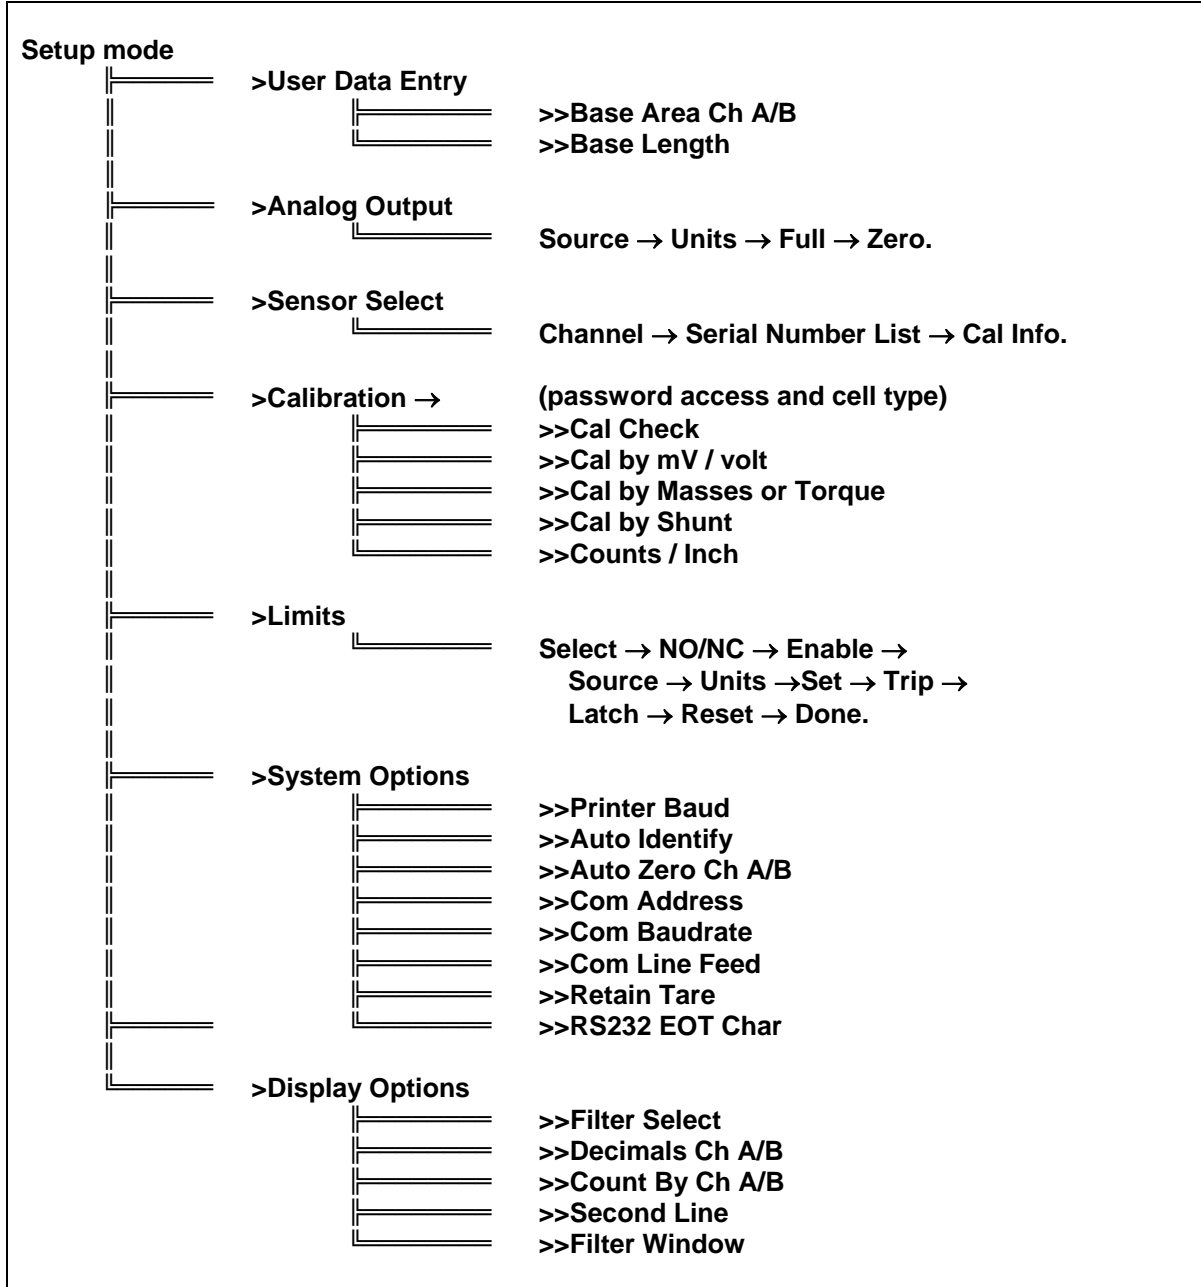 Setup mode
>User Data Entry
>>Base Area Ch A/B
>>Base Length
>Analog Output
Source → Units → Full → Zero.
>Sensor Select
Channel → Serial Number List → Cal Info.
>Calibration → (password access and cell type)
>>Cal Check
>>Cal by mV / volt
>>Cal by Masses or Torque
>>Cal by Shunt
>>Counts / Inch
>Limits
Select → NO/NC → Enable →
Source → Units →Set → Trip →
Latch → Reset → Done.
>System Options
>>Printer Baud
>>Auto Identify
>>Auto Zero Ch A/B
>>Com Address
>>Com Baudrate
>>Com Line Feed
>>Retain Tare
>>RS232 EOT Char
>Display Options
>>Filter Select
>>Decimals Ch A/B
>>Count By Ch A/B
>>Second Line
>>Filter Window